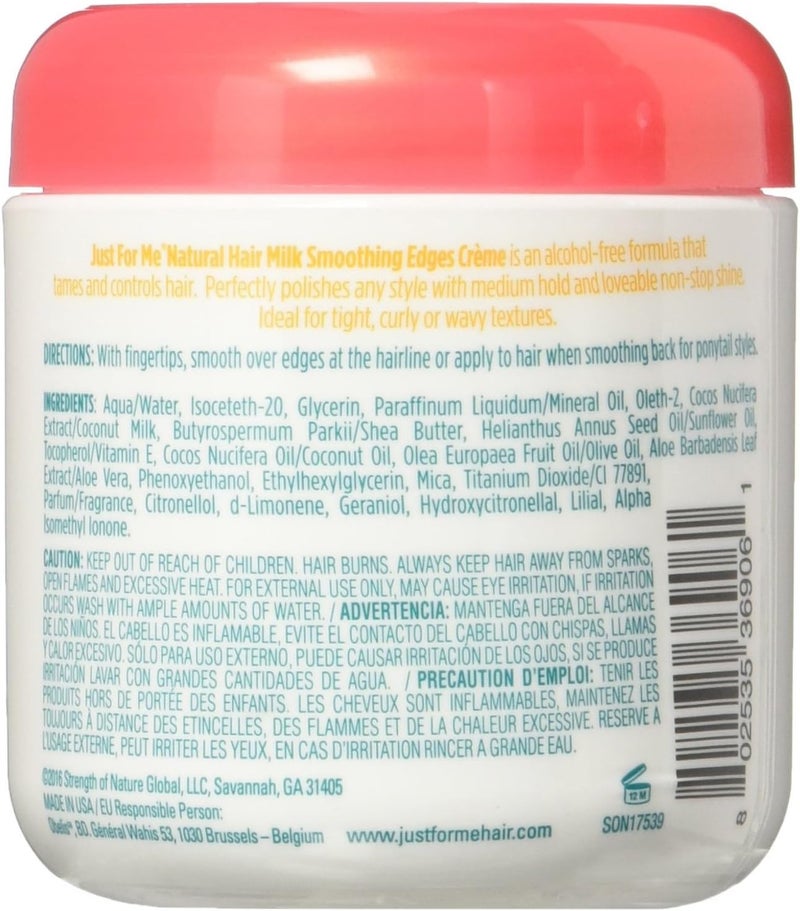 Just For Me® Natural Hair Milk Smoothing Edges Crème is an alcohol-free formula that
tames and controls hair. Perfectly polishes any style with medium hold and loveable non-stop shine.
Ideal for tight, curly or wavy textures.
DIRECTIONS: With fingertips, smooth over edges at the hairline or apply to hair when smoothing back for ponytail styles.
INGREDIENTS: Aqua/Water, Isoceteth-20, Glycerin, Paraffinum Liquidum/Mineral Oil, Oleth-2, Cocos Nucifera
Extract/Coconut Milk, Butyrospermum Parkii/Shea Butter, Helianthus Annus Seed Oil/Sunflower Oil,
Tocopherol/Vitamin E, Cocos Nucifera Oil/Coconut Oil, Olea Europaea Fruit Oil/Olive Oil, Aloe Barbadensis Leaf
Extract/Aloe Vera, Phenoxyethanol, Ethylhexylglycerin, Mica, Titanium Dioxide/CI 77891,
Parfum/Fragrance, Citronellol, d-Limonene, Geraniol, Hydroxycitronellal, Lilial, Alpha
Isomethyl Ionone.
CAUTION: KEEP OUT OF REACH OF CHILDREN. HAIR BURNS. ALWAYS KEEP HAIR AWAY FROM SPARKS,
OPEN FLAMES AND EXCESSIVE HEAT. FOR EXTERNAL USE ONLY, MAY CAUSE EYE IRRITATION, IF IRRITATION
OCCURS WASH WITH AMPLE AMOUNTS OF WATER. / ADVERTENCIA: MANTENGA FUERA DEL ALCANCE
DE LOS NIÑOS. EL CABELLO ES INFLAMABLE, EVITE EL CONTACTO DEL CABELLO CON CHISPAS, LLAMAS
Y CALOR EXCESIVO. SÓLO PARA USO EXTERNO, PUEDE CAUSAR IRRITACIÓN DE LOS OJOS, SI SE PRODUCE
IRRITACIÓN LAVAR CON GRANDES CANTIDADES DE AGUA. / PRECAUTION D'EMPLOI: TENIR LES
PRODUITS HORS DE PORTÉE DES ENFANTS. LES CHEVEUX SONT INFLAMMABLES, MAINTENEZ LES
TOUJOURS À DISTANCE DES ETINCELLES, DES FLAMMES ET DE LA CHALEUR EXCESSIVE. RESERVE A
L'USAGE EXTERNE, PEUT IRRITER LES YEUX, EN CAS D'IRRITATION RINCER A GRANDE EAU.
©2016 Strength of Nature Global, LLC, Savannah, GA 31405
MADE IN USA / EU Responsible Person:
Obelis, BD. Général Wahis 53, 1030 Brussels – Belgium www.justformehair.com
12 M
SON17539
8 02535 36906 1